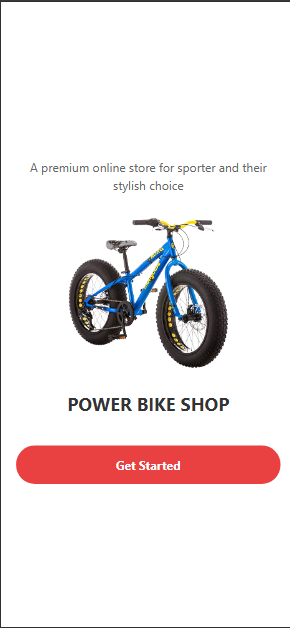 A premium online store for sporter and their
stylish choice
POWER BIKE SHOP
Get Started